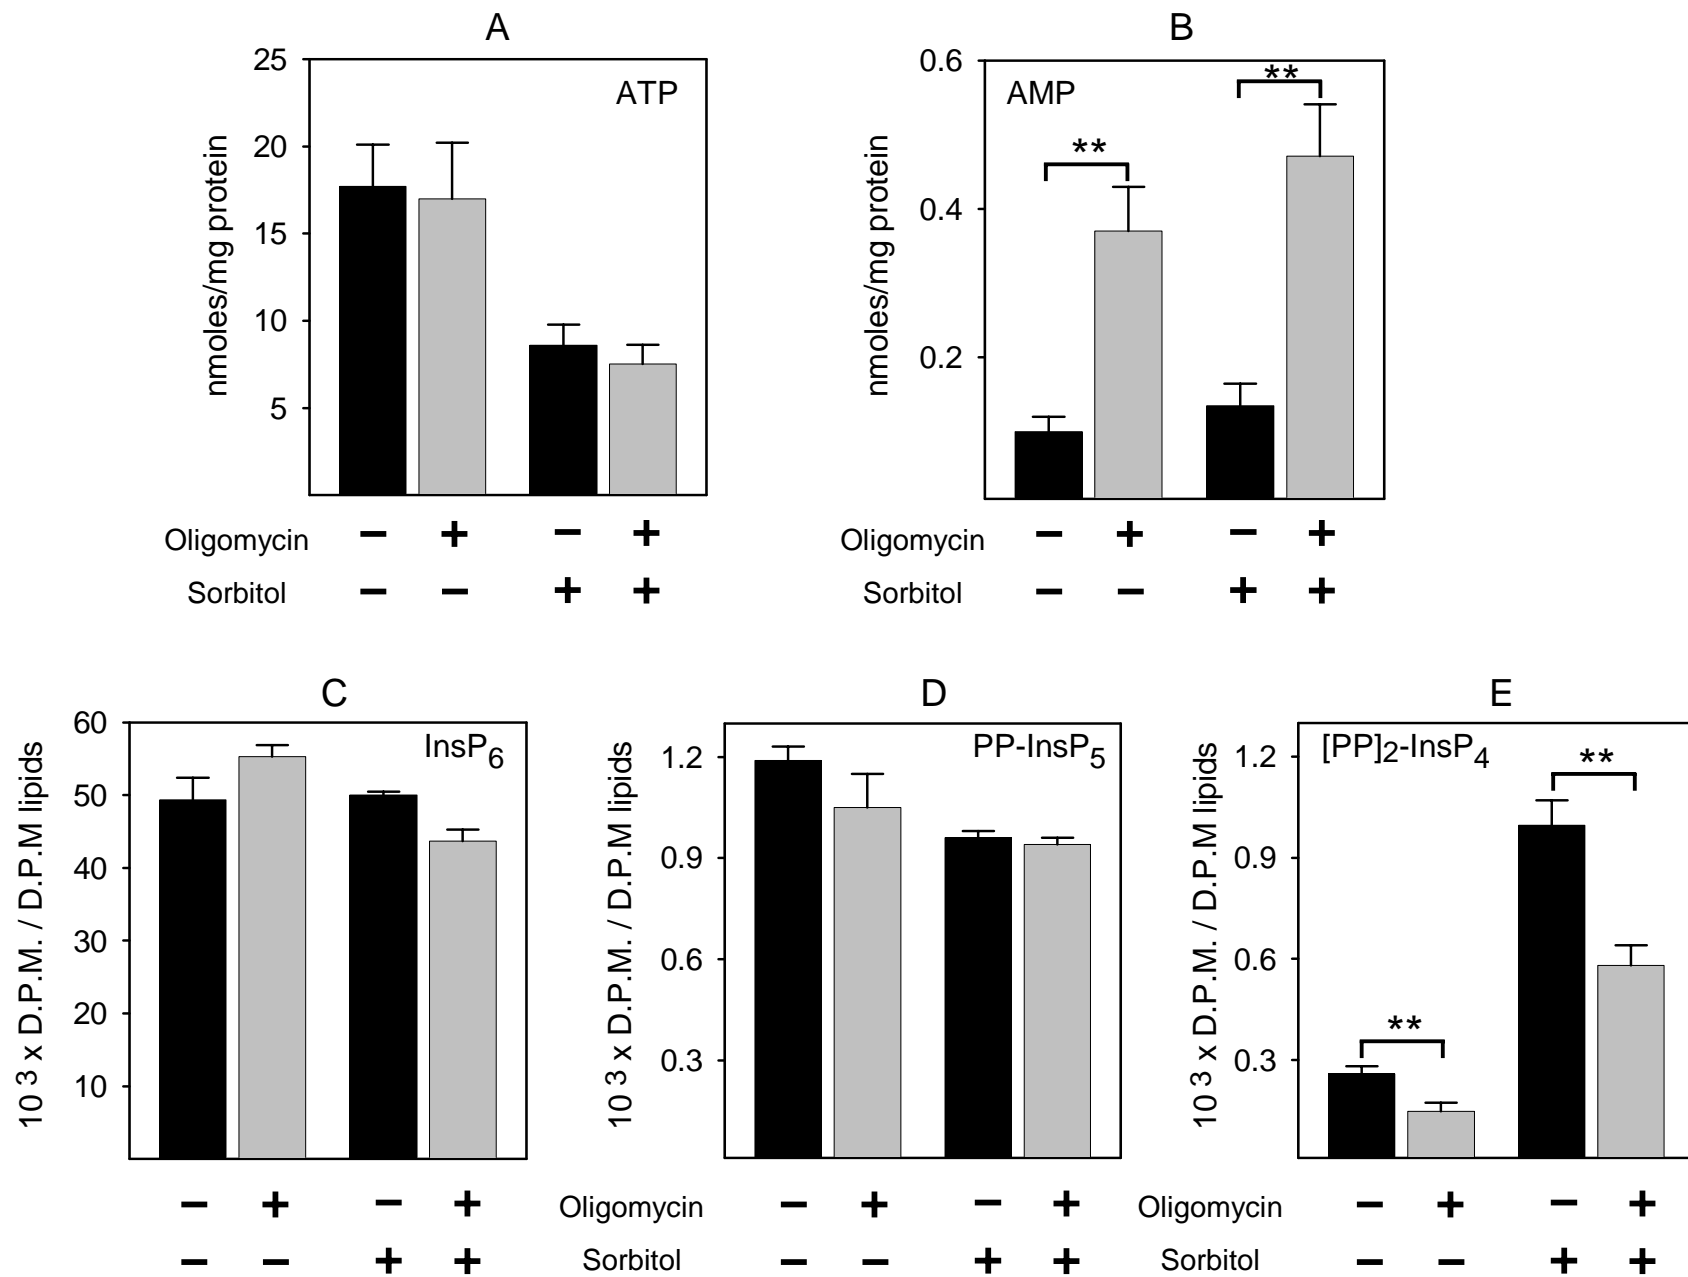 A
25
20
15
10
5
nmoles/mg protein
ATP
Oligomycin − + − +
Sorbitol − − + +
B
0.6
0.4
0.2
nmoles/mg protein
AMP
**
**
Oligomycin − + − +
Sorbitol − − + +
C
60
50
40
30
20
10
10 3 x D.P.M. / D.P.M lipids
InsP6
− + − +
− − + +
D
1.2
0.9
0.6
0.3
10 3 x D.P.M. / D.P.M lipids
PP-InsP5
Oligomycin − + − +
Sorbitol − − + +
E
1.2
0.9
0.6
0.3
10 3 x D.P.M. / D.P.M lipids
[PP]2-InsP4
**
**
Oligomycin − + − +
Sorbitol − − + +